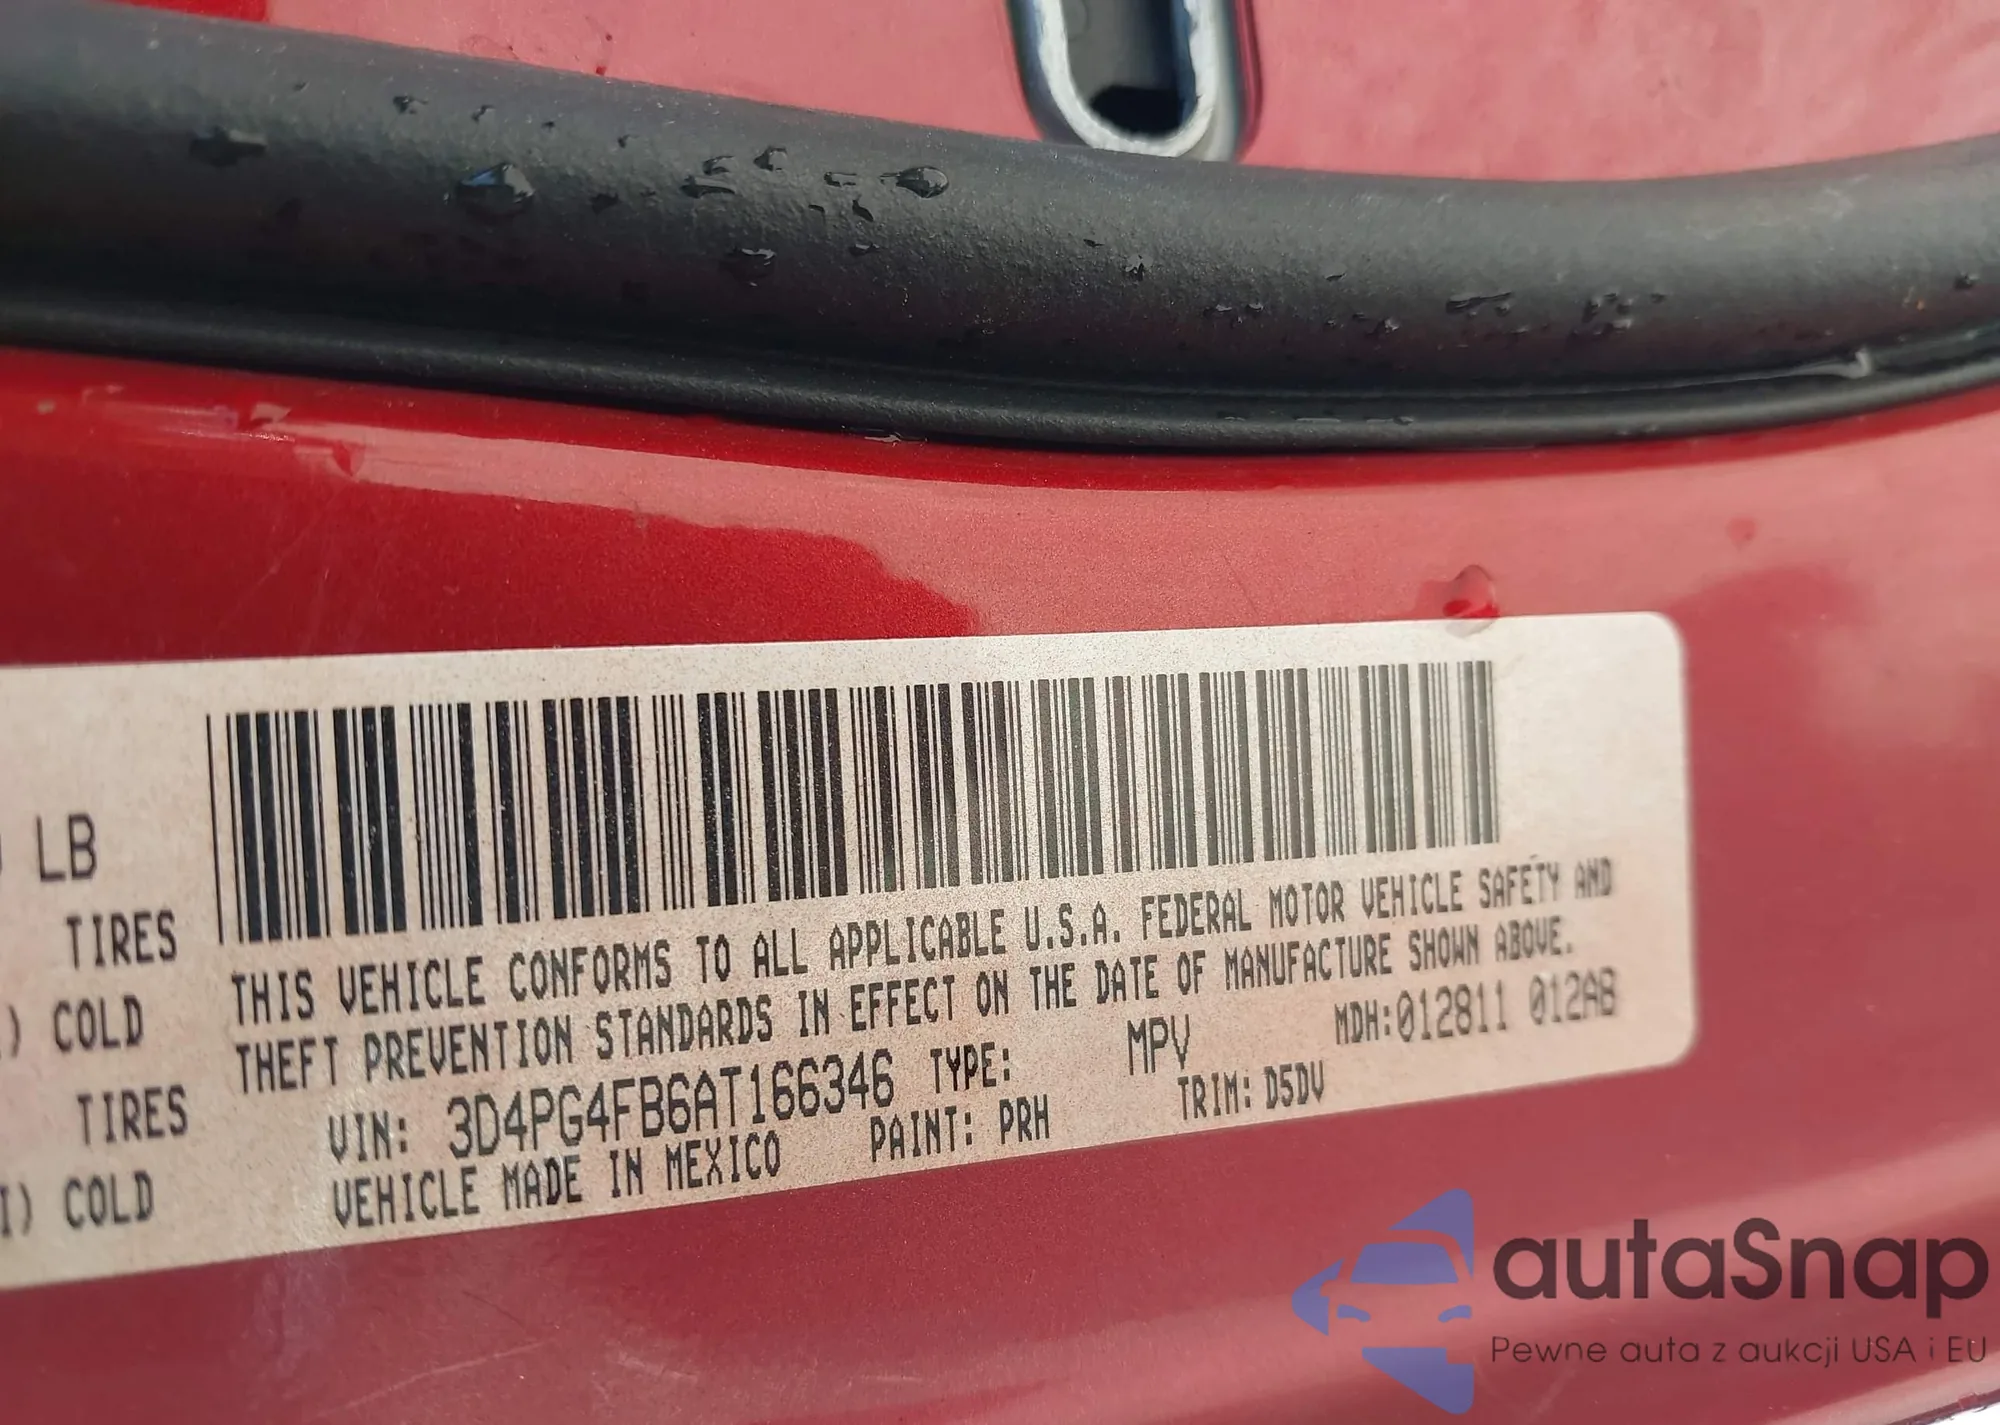 LB
TIRES
COLD
TIRES
I) COLD
THIS VEHICLE CONFORMS TO ALL APPLICABLE U.S.A. FEDERAL MOTOR VEHICLE SAFETY AND
THEFT PREVENTION STANDARDS IN EFFECT ON THE DATE OF MANUFACTURE SHOWN ABOVE.
MDH:012811 012AB
VIN: 3D4PG4FB6AT166346 TYPE: MPV
VEHICLE MADE IN MEXICO PAINT: PRH TRIM: D5DV
autaSnap
Pewne auta z aukcji USA i EU